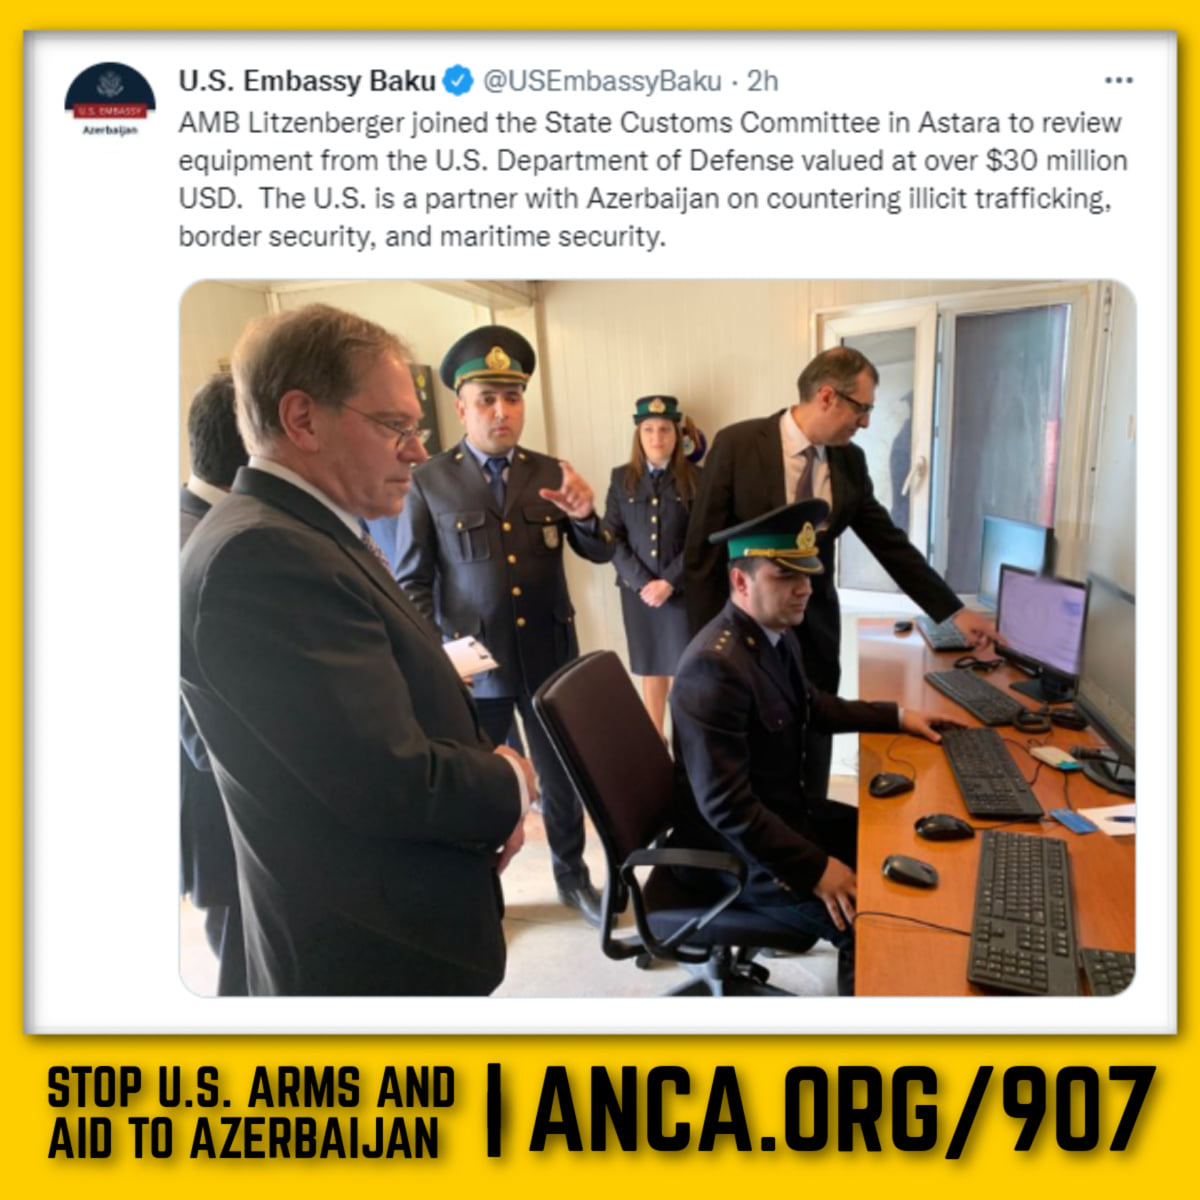 U.S. Embassy Baku @USEmbassyBaku · 2h
U.S. EMBASSY
Azerbaijan
AMB Litzenberger joined the State Customs Committee in Astara to review
equipment from the U.S. Department of Defense valued at over $30 million
USD.  The U.S. is a partner with Azerbaijan on countering illicit trafficking,
border security, and maritime security.
STOP U.S. ARMS AND
AID TO AZERBAIJAN
| ANCA.ORG/907